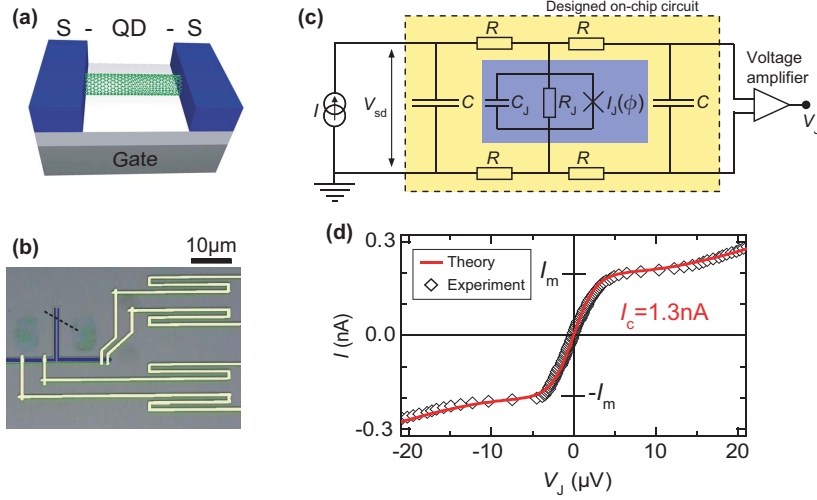 (a)
S - QD - S
Gate
(b)
10µm
(c)
Designed on-chip circuit
R
R
I
V_sd
C
C_J
R_J
I_J(ϕ)
C
Voltage
amplifier
V_J
R
R
(d)
0.3
0.0
-0.3
I (nA)
Theory
Experiment
I_m
I_c=1.3nA
-I_m
-20
-10
0
10
20
V_J (µV)